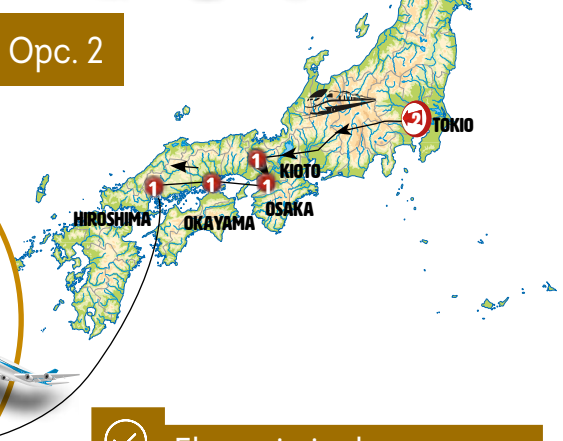 Opc. 2
2
TOKIO
1
KIOTO
1
1
1
OSAKA
HIROSHIMA
OKAYAMA